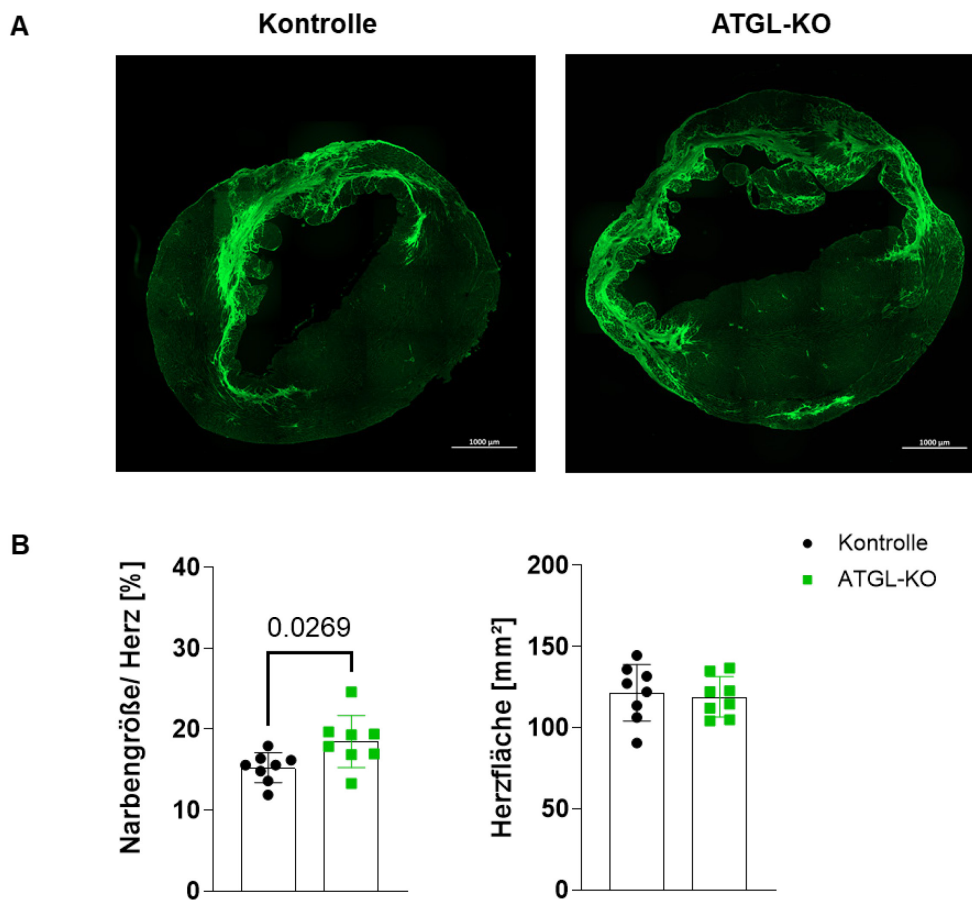 A
Kontrolle
ATGL-KO
1000 µm
1000 µm
B
Narbengröße/ Herz [%]
40
30
20
10
0
0.0269
Herzfläche [mm²]
200
150
100
50
0
Kontrolle
ATGL-KO